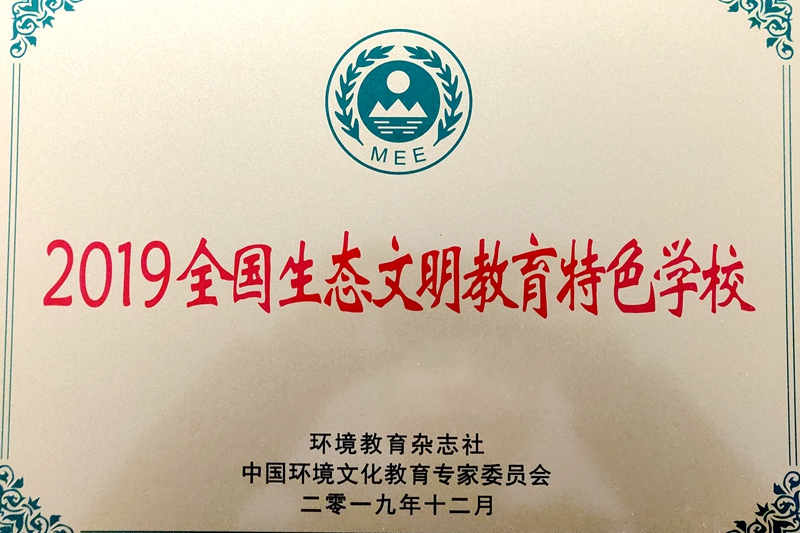 MEE
2019全国生态文明教育特色学校
环境教育杂志社
中国环境文化教育专家委员会
二零一九年十二月